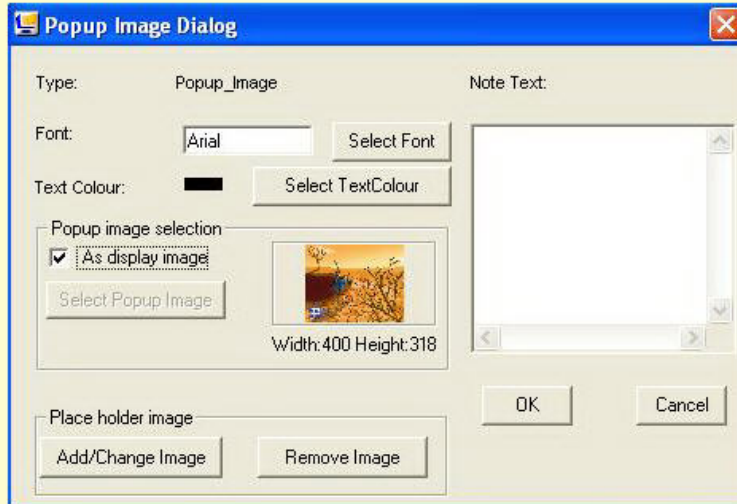 Popup Image Dialog
Type: Popup_Image
Note Text:
Font: Arial Select Font
Text Colour: Select TextColour
Popup image selection
As display image
Select Popup Image
Width:400 Height:318
OK Cancel
Place holder image
Add/Change Image Remove Image